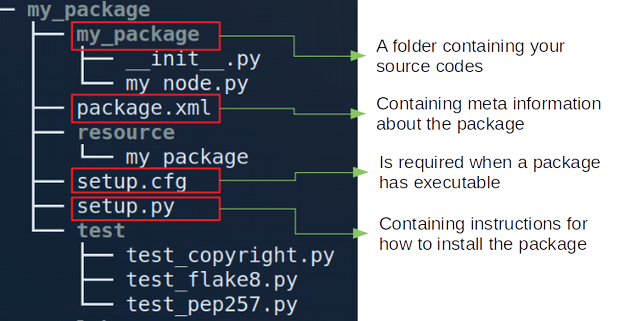 my_package
my_package
__init__.py
my_node.py
package.xml
resource
my_package
setup.cfg
setup.py
test
test_copyright.py
test_flake8.py
test_pep257.py
A folder containing your
source codes
Containing meta information
about the package
Is required when a package
has executable
Containing instructions for
how to install the package